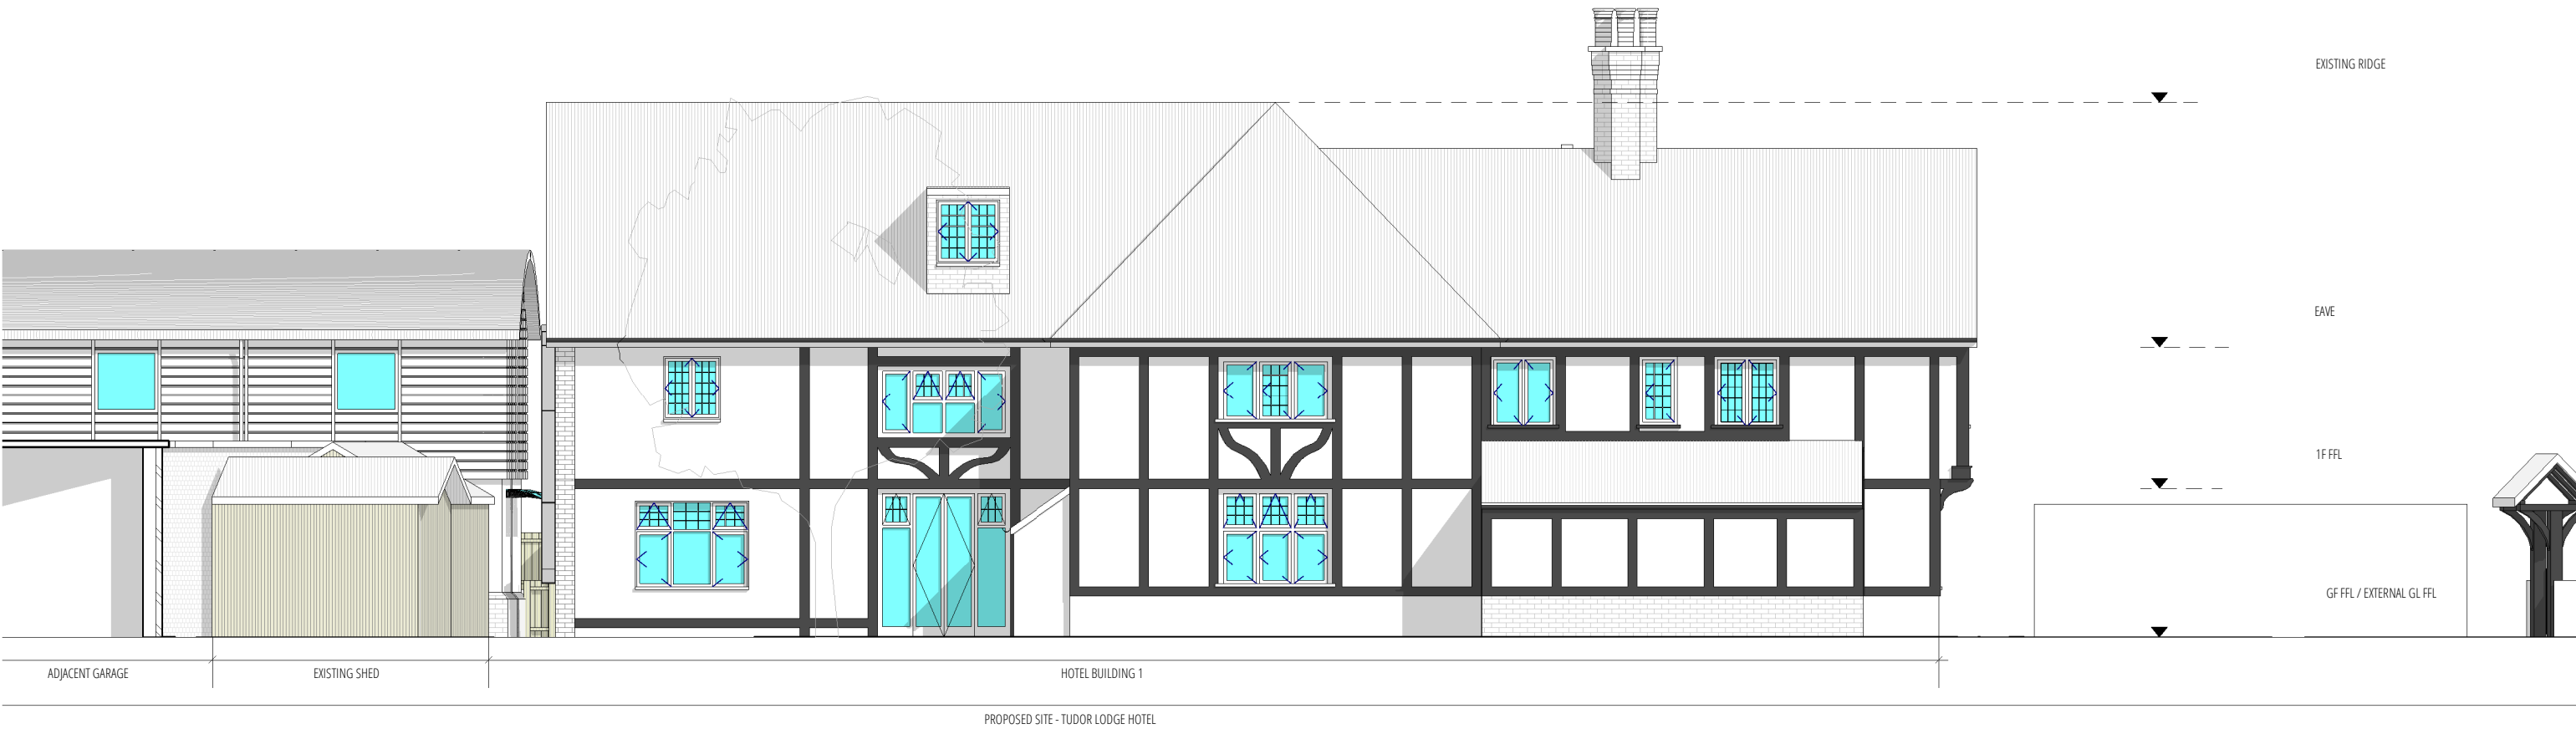 EXISTING RIDGE
EAVE
1F FFL
GF FFL / EXTERNAL GL FFL
ADJACENT GARAGE
EXISTING SHED
HOTEL BUILDING 1
PROPOSED SITE - TUDOR LODGE HOTEL